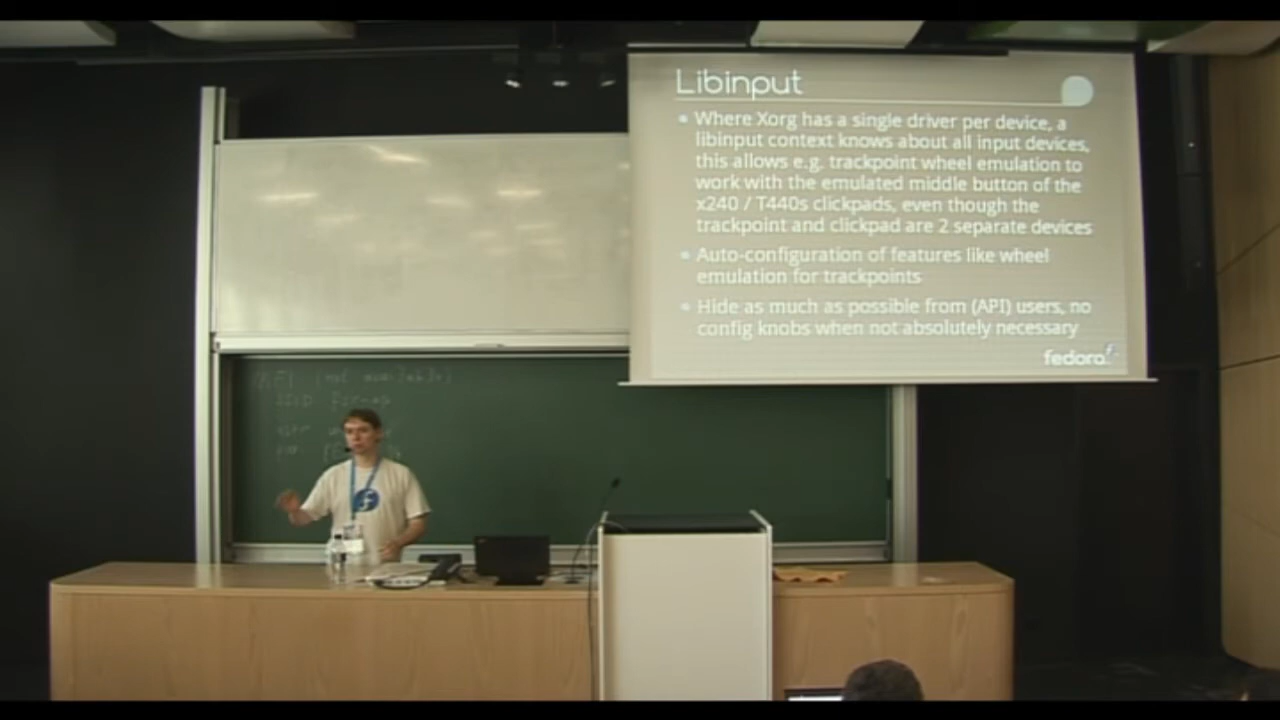 Libinput
Where Xorg has a single driver per device, a
libinput context knows about all input devices,
this allows e.g. trackpoint wheel emulation to
work with the emulated middle button of the
x240 / T440s clickpads, even though the
trackpoint and clickpad are 2 separate devices
Auto-configuration of features like wheel
emulation for trackpoints
Hide as much as possible from (API) users, no
config knobs when not absolutely necessary
fedora